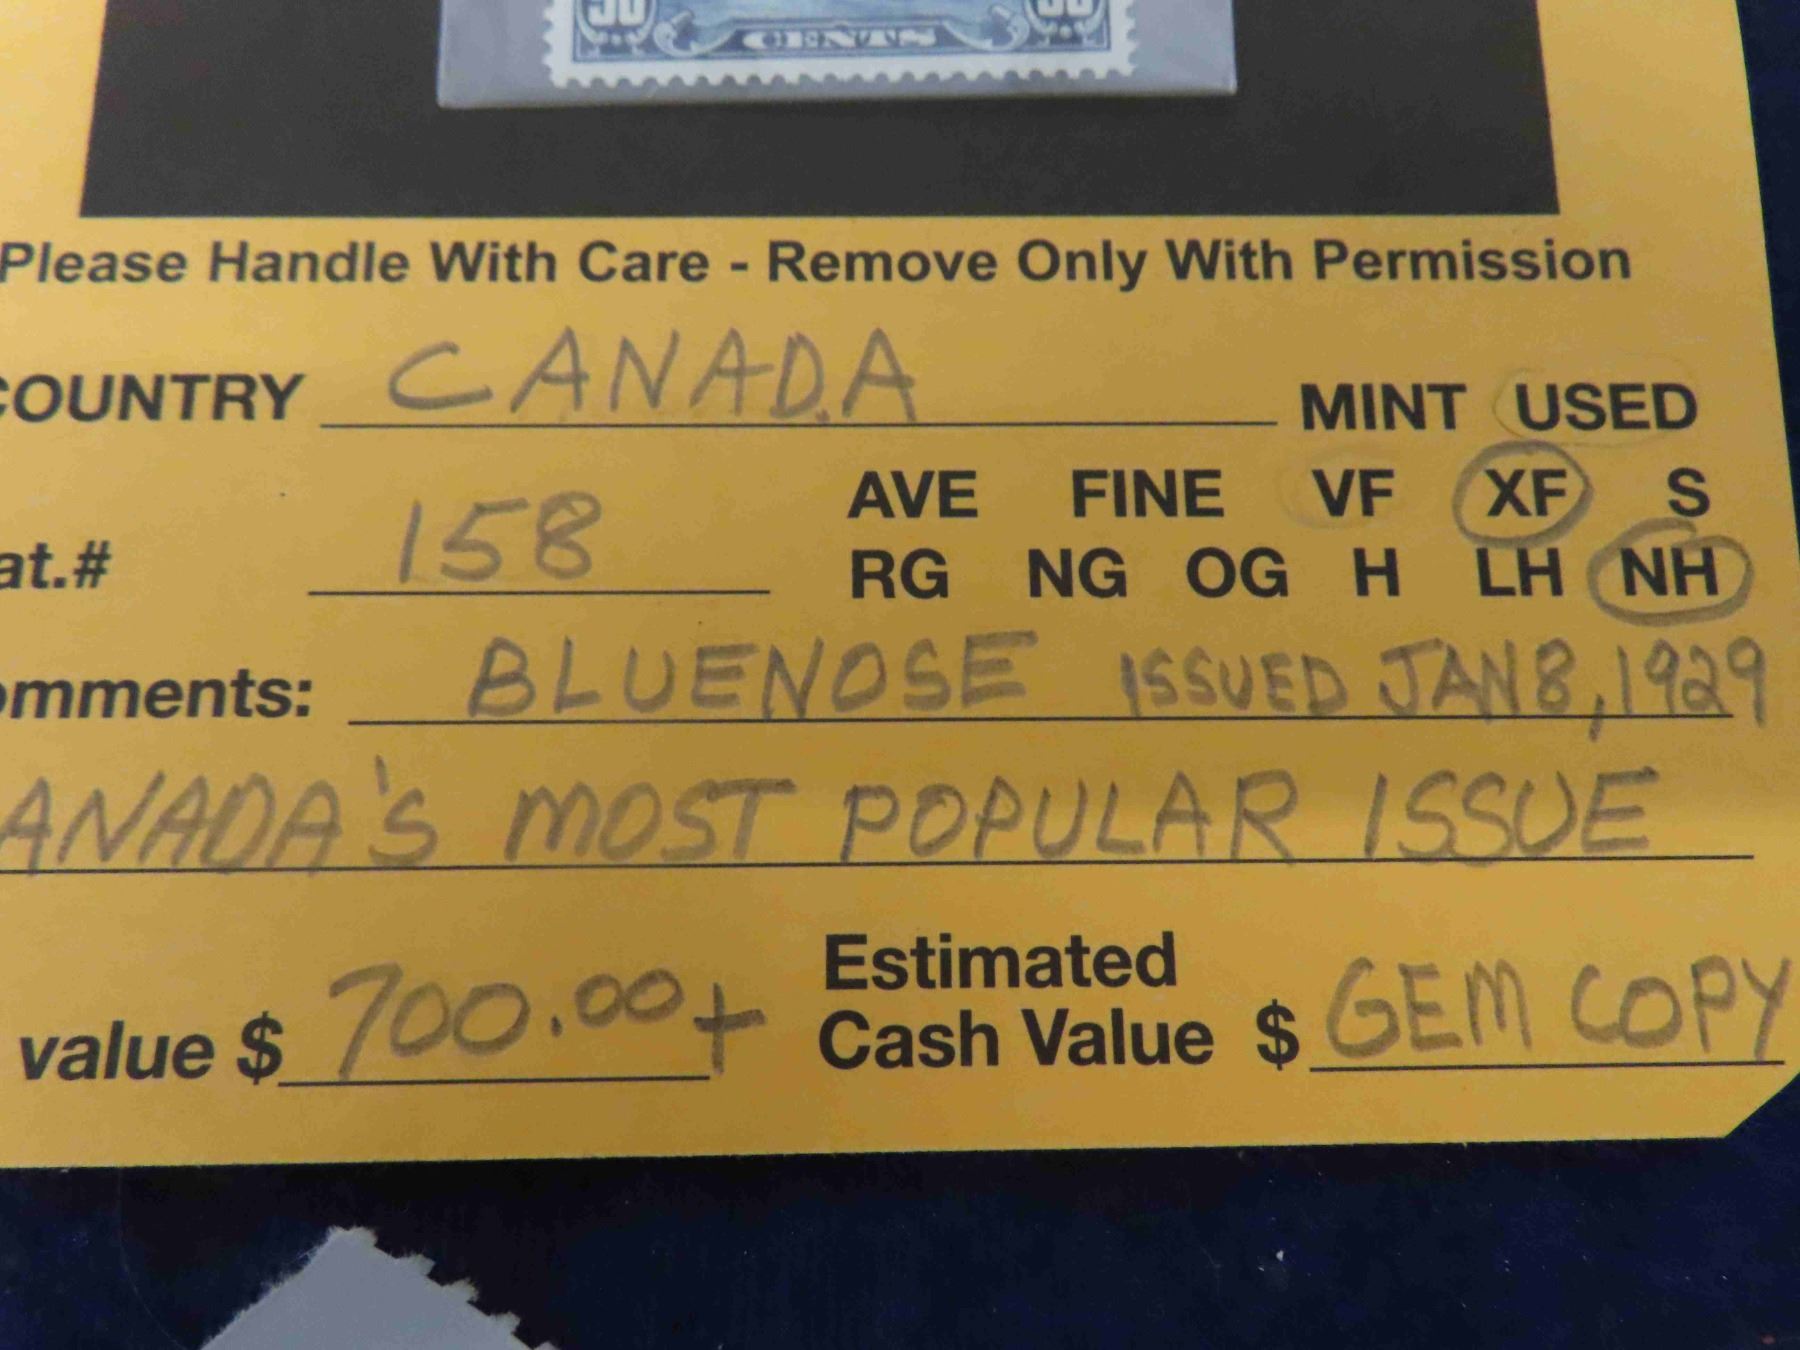 50 CENTS 50
Please Handle With Care - Remove Only With Permission
COUNTRY CANADA MINT USED
at.# 158 AVE FINE VF XF S
RG NG OG H LH NH
omments: BLUENOSE ISSUED JAN 8, 1929
ANADA'S MOST POPULAR ISSUE
value $ 700.00+ Estimated Cash Value $ GEM COPY